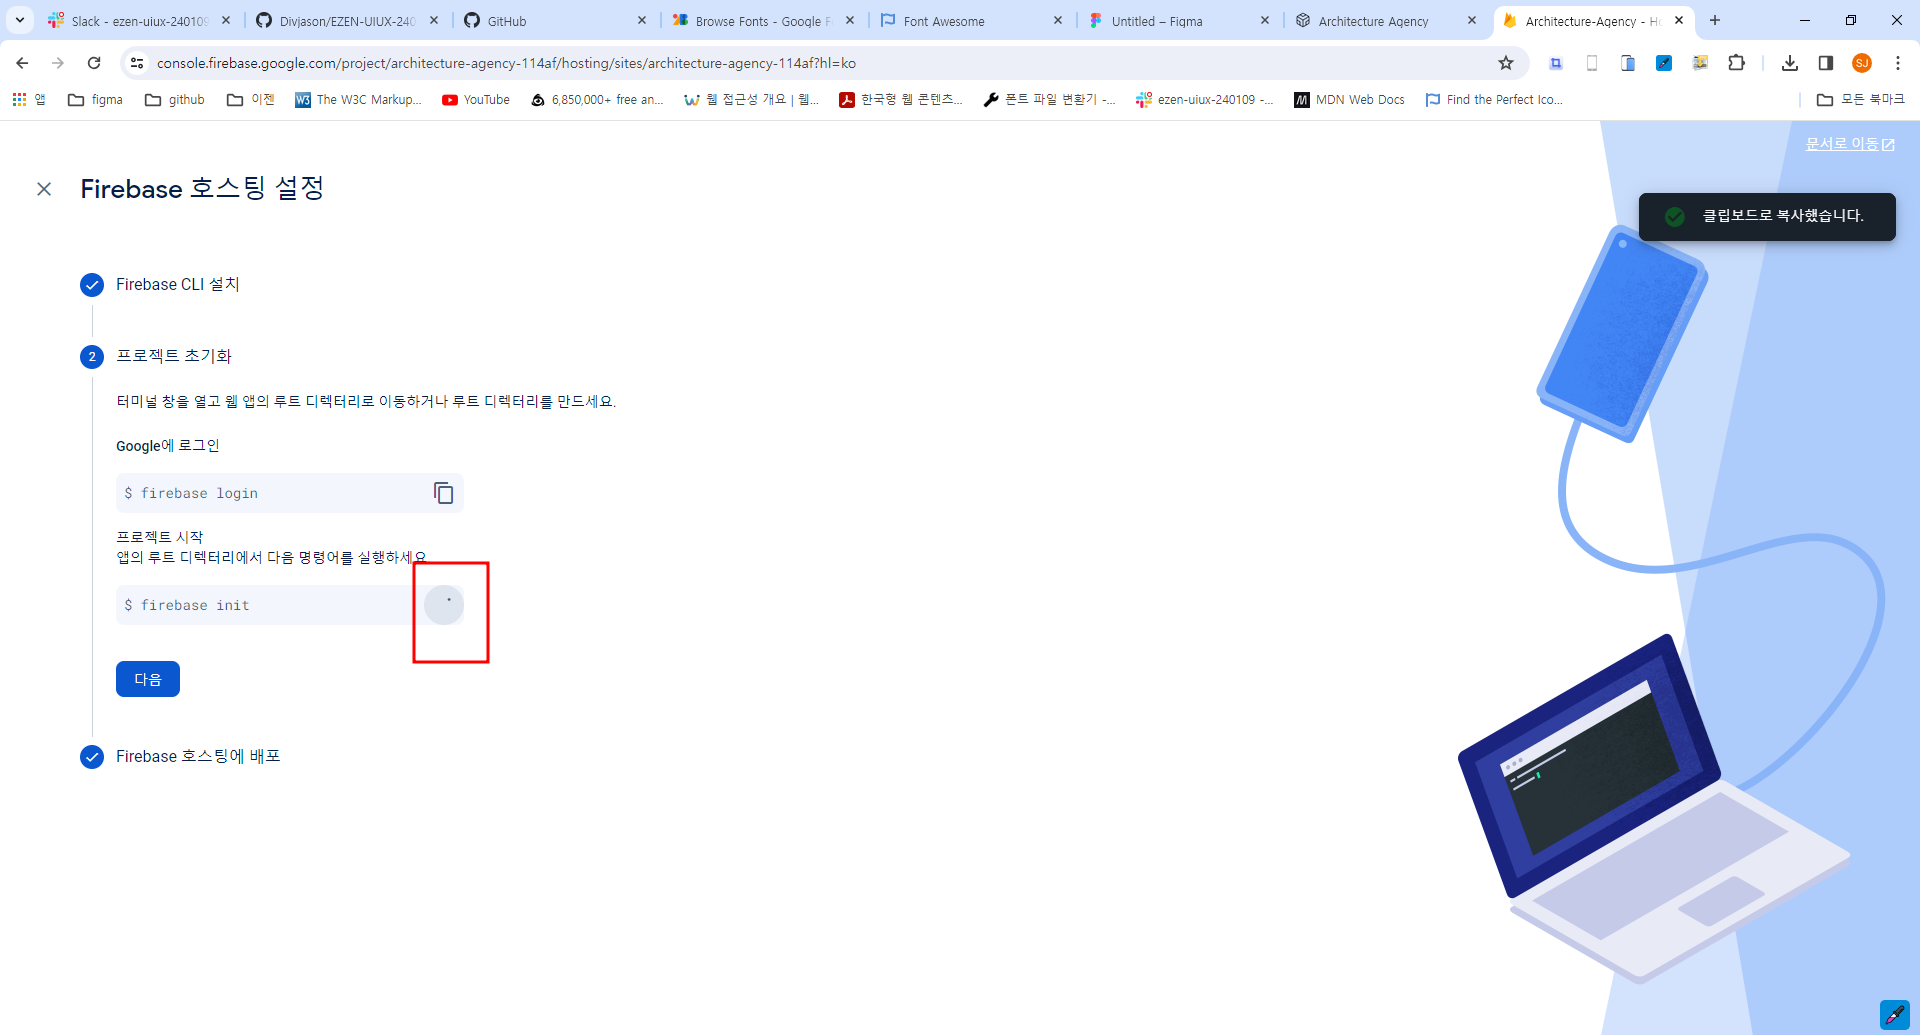 Slack - ezen-uiux-240109
Divjason/EZEN-UIUX-240
GitHub
Browse Fonts - Google F
Font Awesome
Untitled – Figma
Architecture Agency
Architecture-Agency - Ho
console.firebase.google.com/project/architecture-agency-114af/hosting/sites/architecture-agency-114af?hl=ko
SJ
앱
figma
github
이젠
The W3C Markup...
YouTube
6,850,000+ free an...
웹 접근성 개요 | 웹...
한국형 웹 콘텐츠...
폰트 파일 변환기 -...
ezen-uiux-240109 -...
MDN Web Docs
Find the Perfect Ico...
모든 북마크
문서로 이동
Firebase 호스팅 설정
클립보드로 복사했습니다.
Firebase CLI 설치
2 프로젝트 초기화
터미널 창을 열고 웹 앱의 루트 디렉터리로 이동하거나 루트 디렉터리를 만드세요.
Google에 로그인
$ firebase login
프로젝트 시작
앱의 루트 디렉터리에서 다음 명령어를 실행하세요
$ firebase init
다음
Firebase 호스팅에 배포